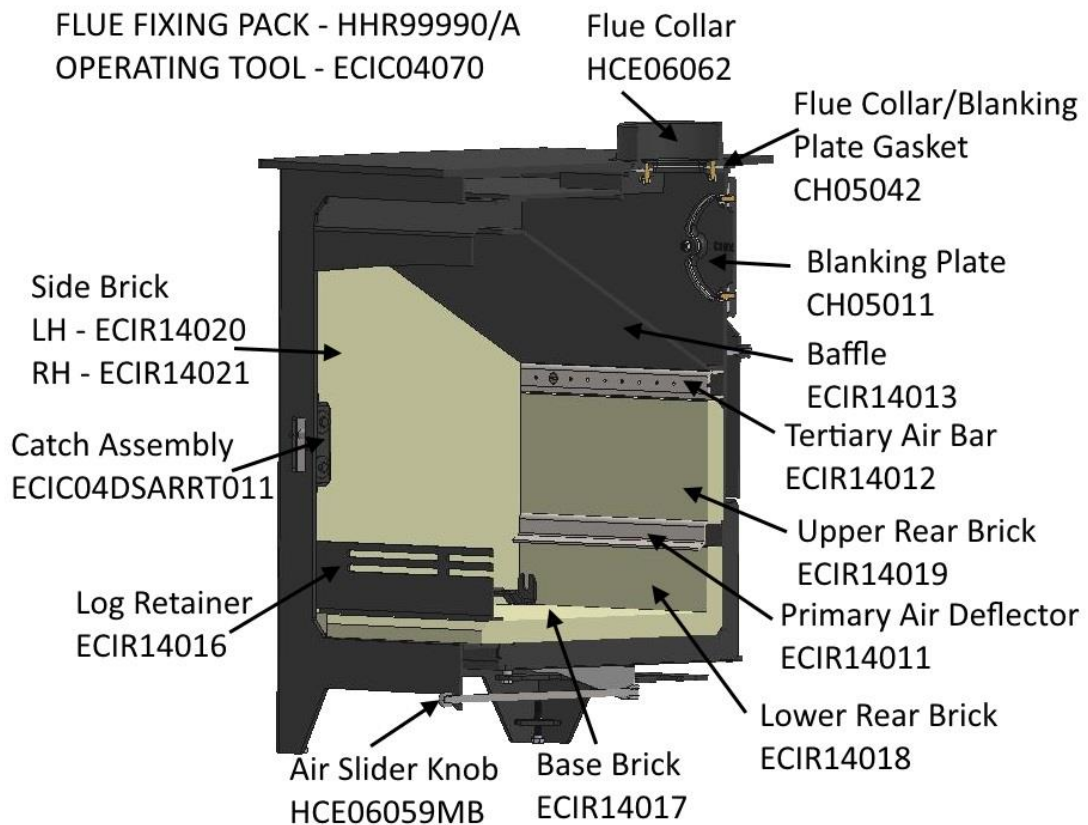 FLUE FIXING PACK - HHR99990/A
OPERATING TOOL - ECIC04070
Flue Collar
HCE06062
Flue Collar/Blanking
Plate Gasket
CH05042
Blanking Plate
CH05011
Side Brick
LH - ECIR14020
RH - ECIR14021
Baffle
ECIR14013
Catch Assembly
ECIC04DSARRT011
Tertiary Air Bar
ECIR14012
Upper Rear Brick
ECIR14019
Log Retainer
ECIR14016
Primary Air Deflector
ECIR14011
Lower Rear Brick
ECIR14018
Air Slider Knob
HCE06059MB
Base Brick
ECIR14017